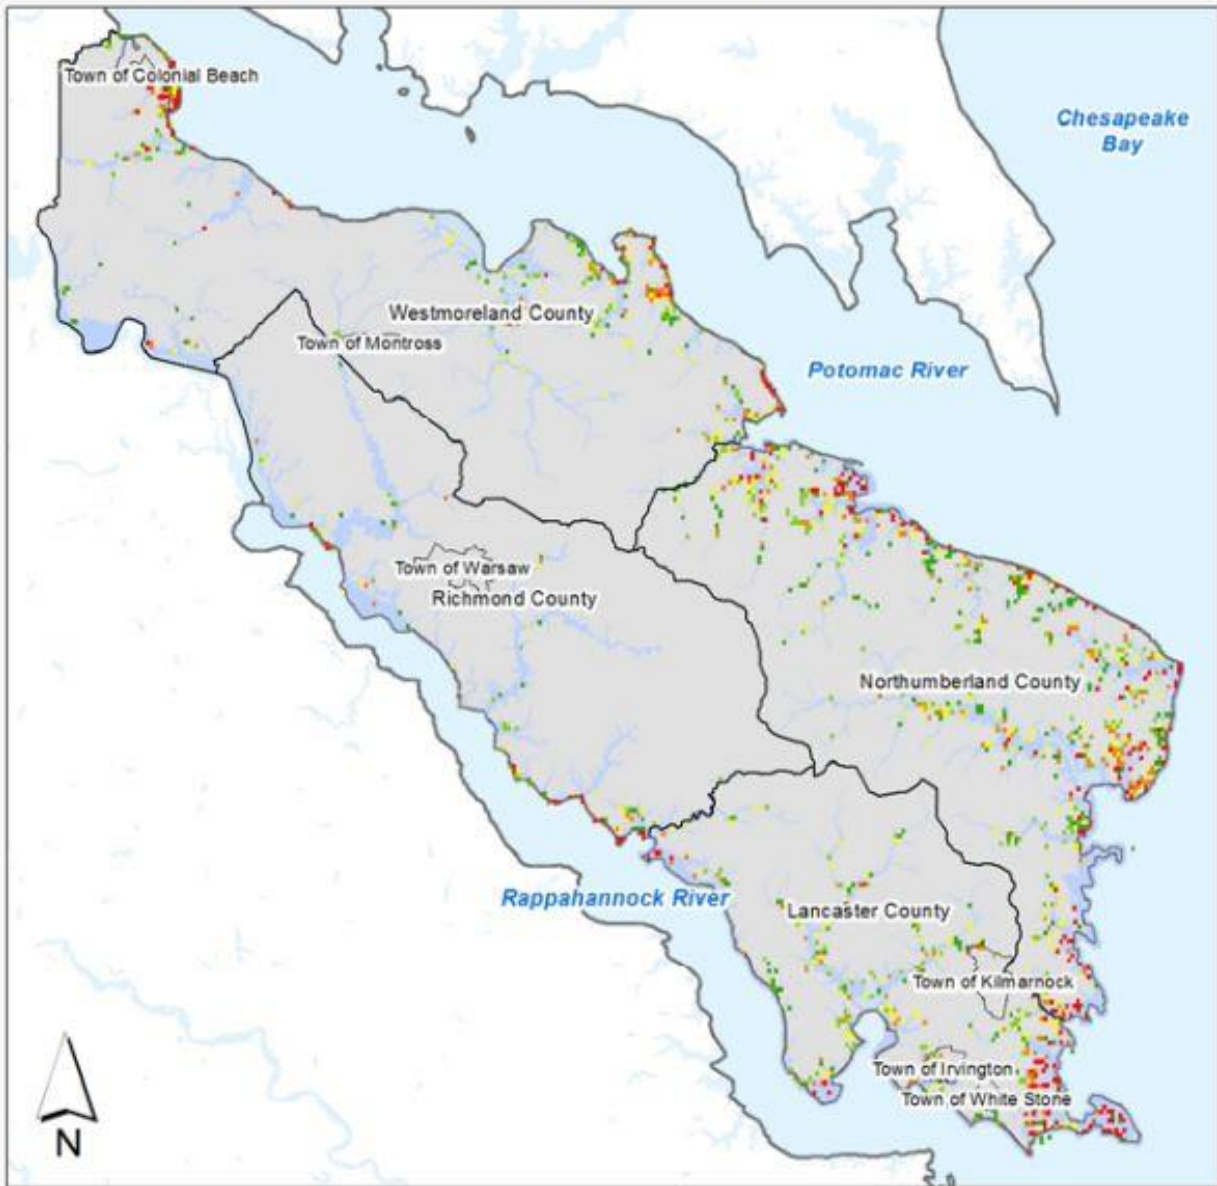 Town of Colonial Beach
Chesapeake
Bay
Westmoreland County
Town of Montross
Potomac River
Town of Warsaw
Richmond County
Northumberland County
Rappahannock River
Lancaster County
Town of Kilmarnock
Town of Irvington
Town of White Stone
N